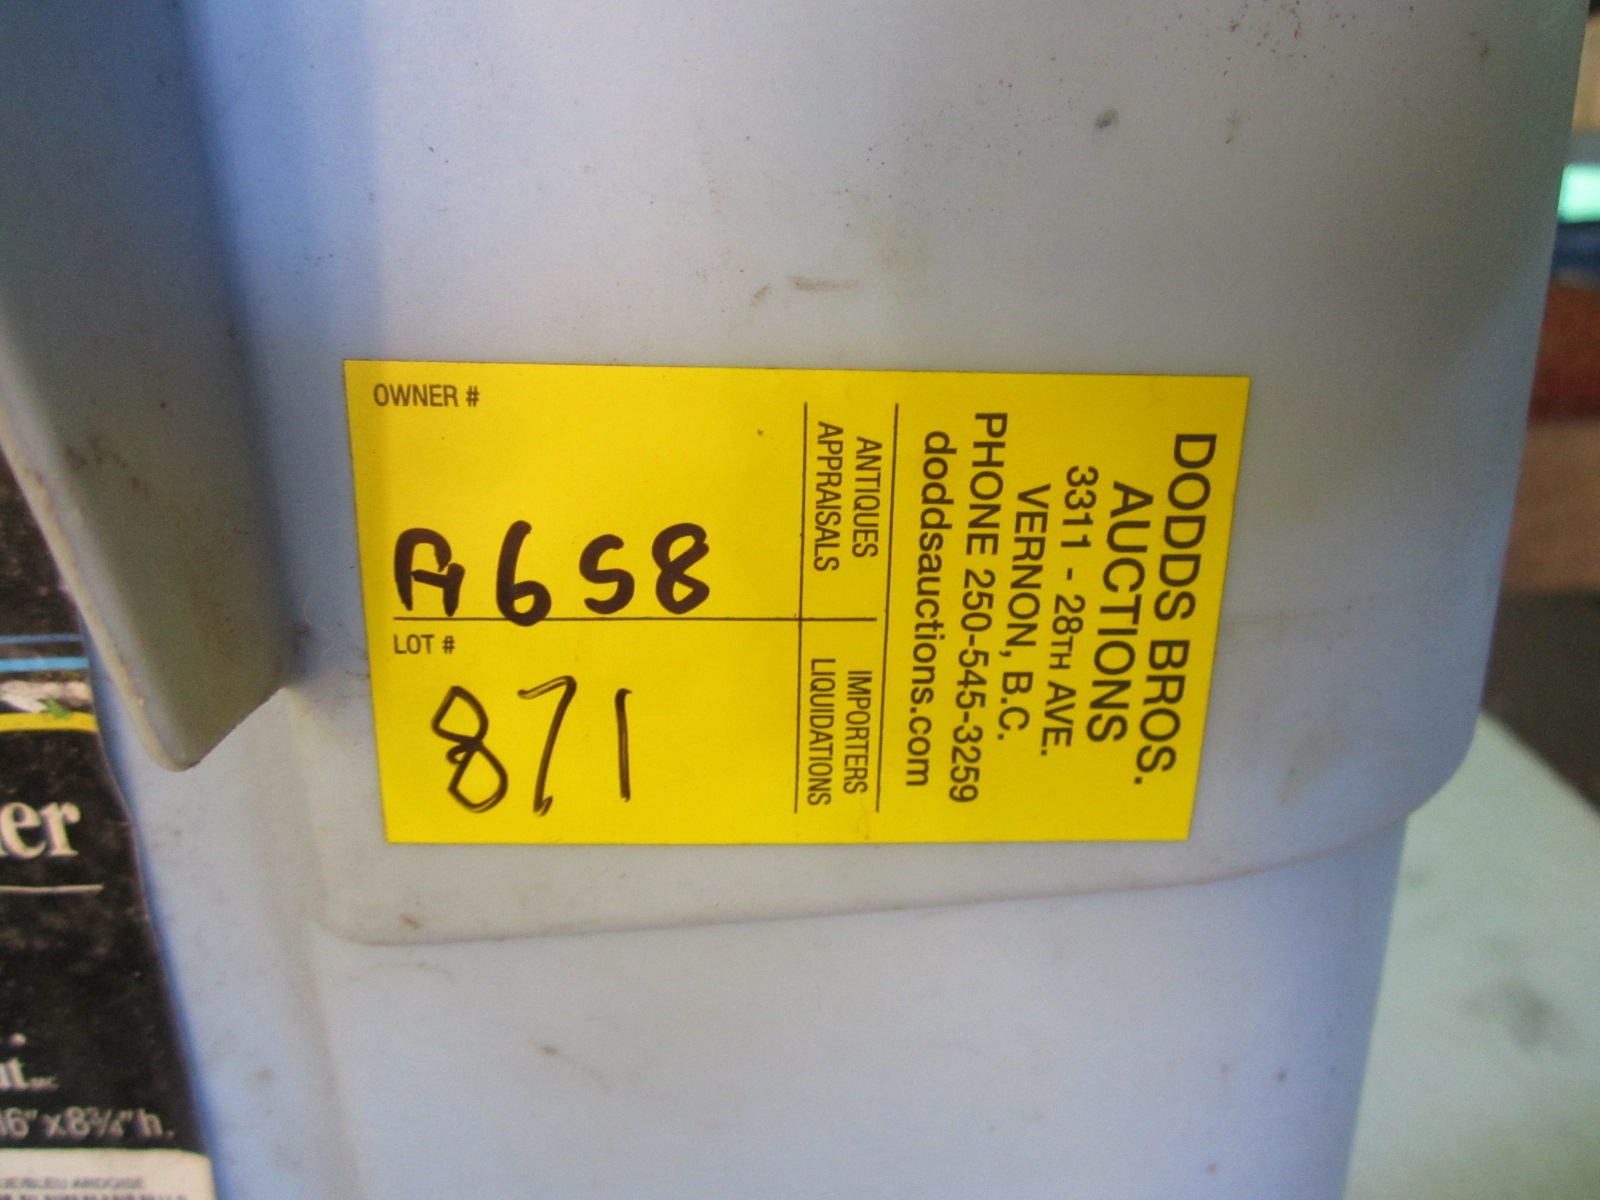 OWNER #
A658
LOT #
871
DODDS BROS.
AUCTIONS
3311 - 28TH AVE.
VERNON, B.C.
PHONE 250-545-3259
doddsauctions.com
ANTIQUES
APPRAISALS
IMPORTERS
LIQUIDATIONS
er
16" x 8¾" h.